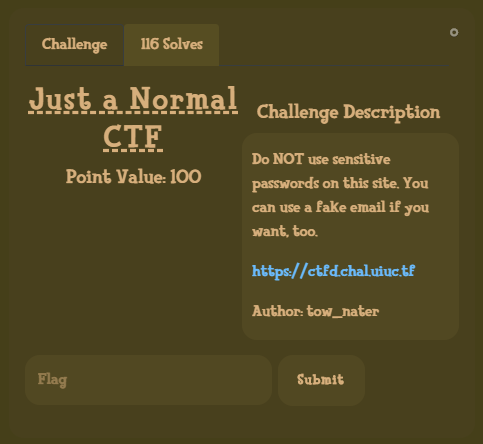 Challenge
116 Solves
Just a Normal
CTF
Point Value: 100
Challenge Description
Do NOT use sensitive
passwords on this site. You
can use a fake email if you
want, too.
https://ctfd.chal.uiuc.tf
Author: tow_nater
Flag
Submit